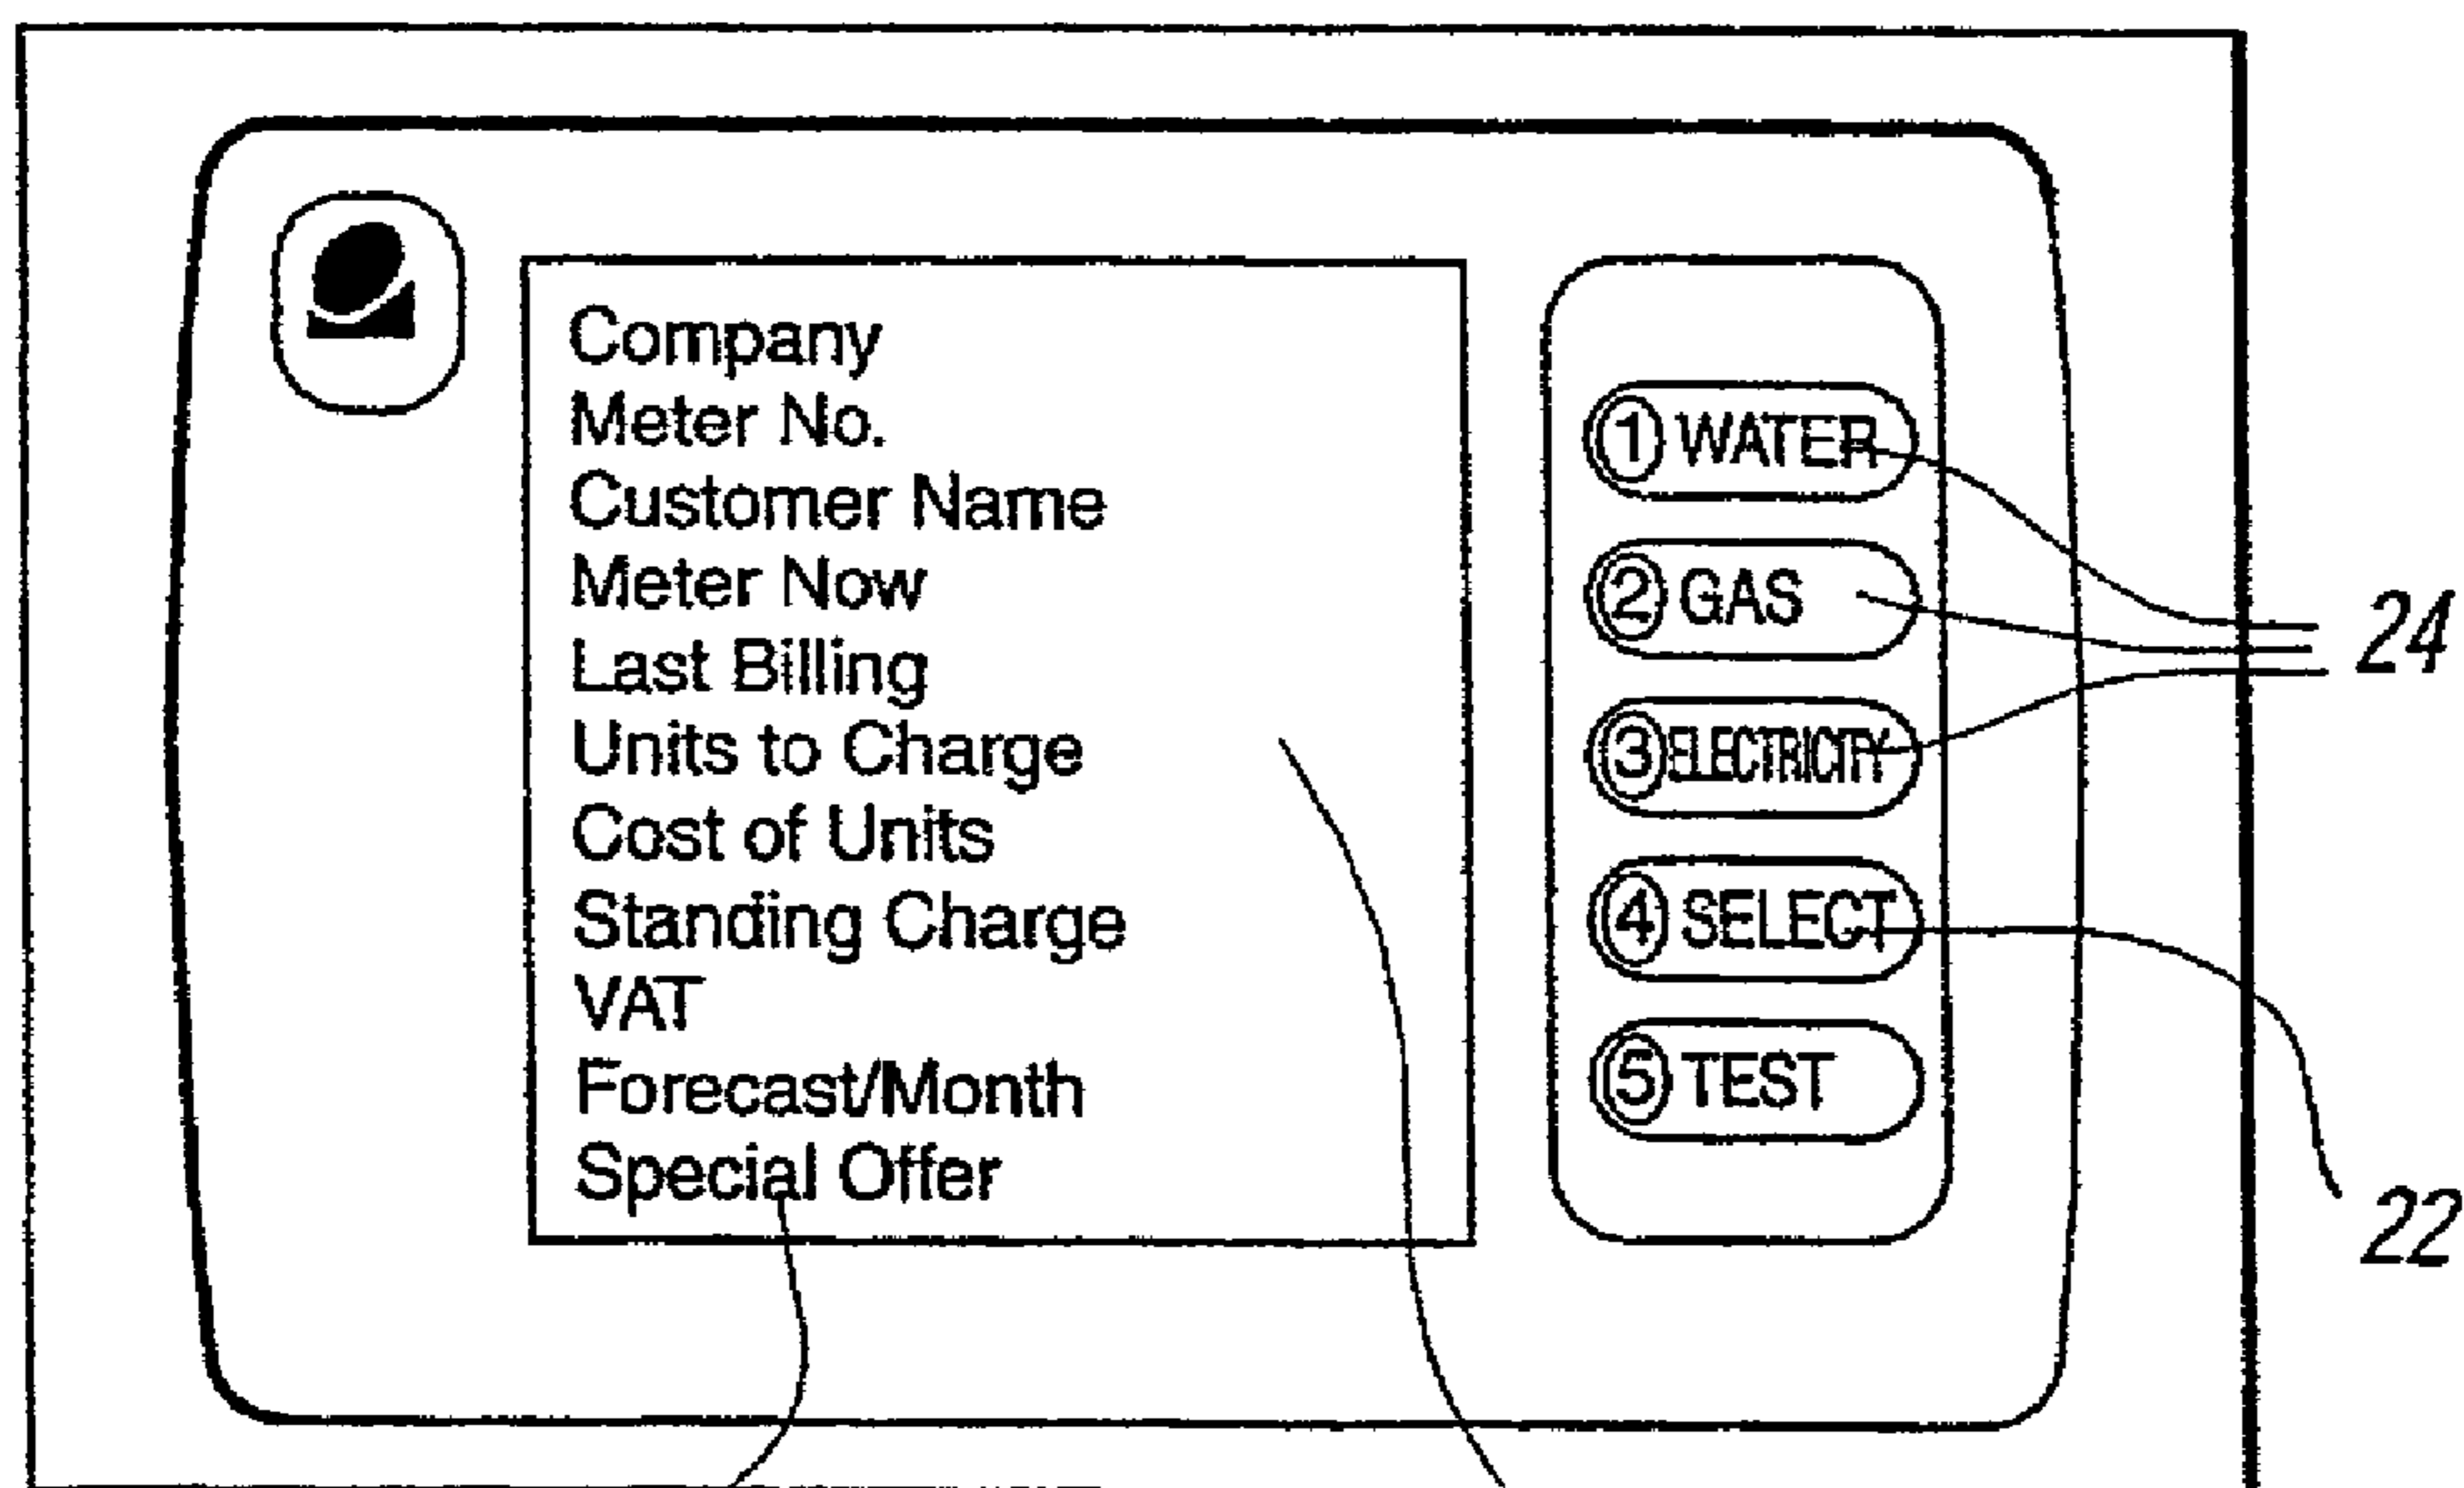 Company
Meter No.
Customer Name
Meter Now
Last Billing
Units to Charge
Cost of Units
Standing Charge
VAT
Forecast/Month
Special Offer
① WATER
② GAS
③ ELECTRICITY
④ SELECT
⑤ TEST
24
22